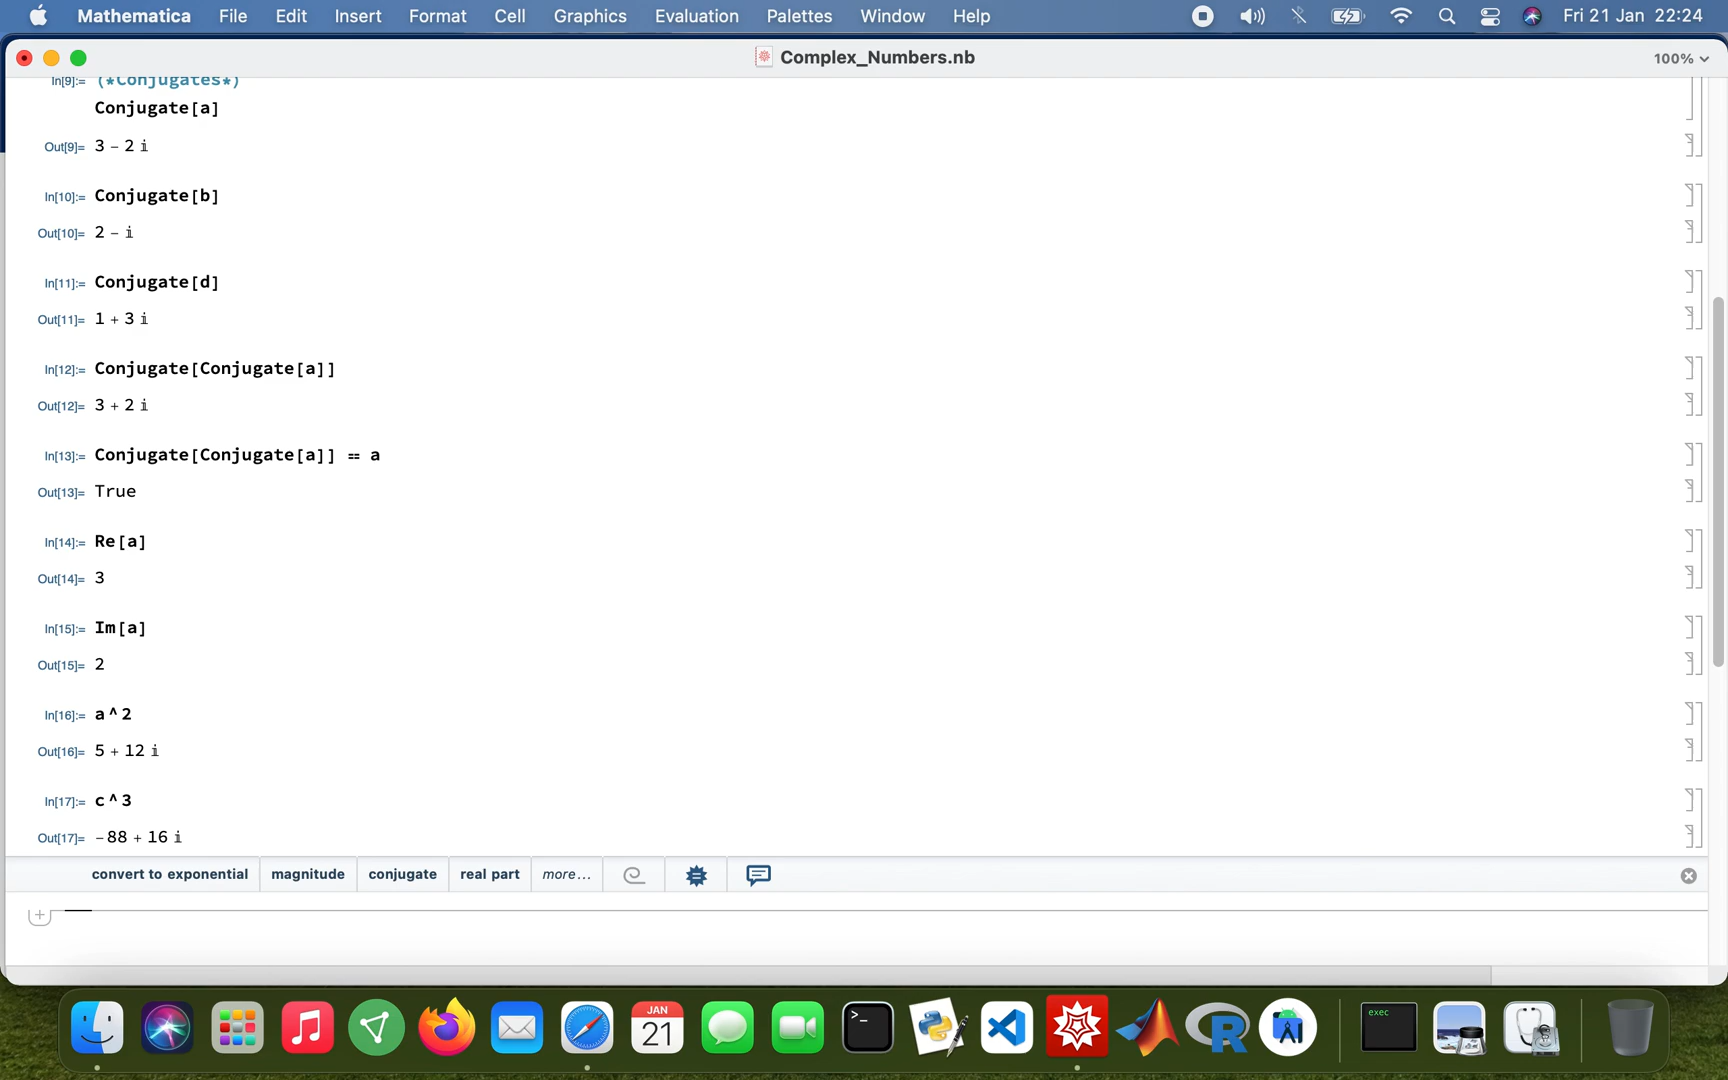 Mathematica File Edit Insert Format Cell Graphics Evaluation Palettes Window Help Fri 21 Jan 22:24
Complex_Numbers.nb 100%
In[9]:= (*Conjugates*)
Conjugate[a]
Out[9]= 3 - 2 ⅈ
In[10]:= Conjugate[b]
Out[10]= 2 - ⅈ
In[11]:= Conjugate[d]
Out[11]= 1 + 3 ⅈ
In[12]:= Conjugate[Conjugate[a]]
Out[12]= 3 + 2 ⅈ
In[13]:= Conjugate[Conjugate[a]] == a
Out[13]= True
In[14]:= Re[a]
Out[14]= 3
In[15]:= Im[a]
Out[15]= 2
In[16]:= a^2
Out[16]= 5 + 12 ⅈ
In[17]:= c^3
Out[17]= -88 + 16 ⅈ
convert to exponential magnitude conjugate real part more...
JAN
21
>_
R
exec